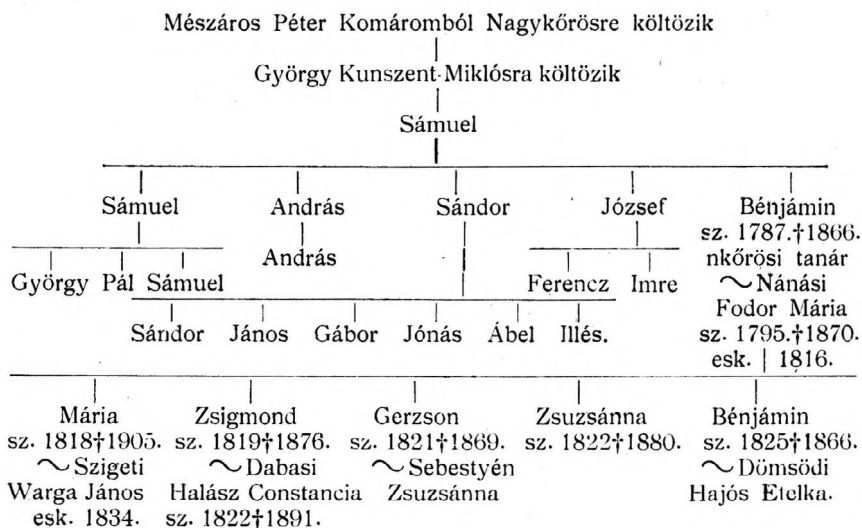 Mészáros Péter Komáromból Nagykőrösre költözik
György Kunszent-Miklósra költözik
Sámuel
Sámuel András Sándor József Bénjámin
sz. 1787.†1866.
András nkőrösi tanár
György Pál Sámuel Ferencz Imre ~Nánási
Fodor Mária
Sándor János Gábor Jónás Ábel Illés. sz. 1795.†1870.
esk. | 1816.
Mária Zsigmond Gerzson Zsuzsánna Bénjámin
sz. 1818†1905. sz. 1819†1876. sz. 1821†1869. sz. 1822†1880. sz. 1825†1866.
~Szigeti ~Dabasi ~Sebestyén ~Dömsödi
Warga János Halász Constancia Zsuzsánna Hajós Etelka.
esk. 1834. sz. 1822†1891.